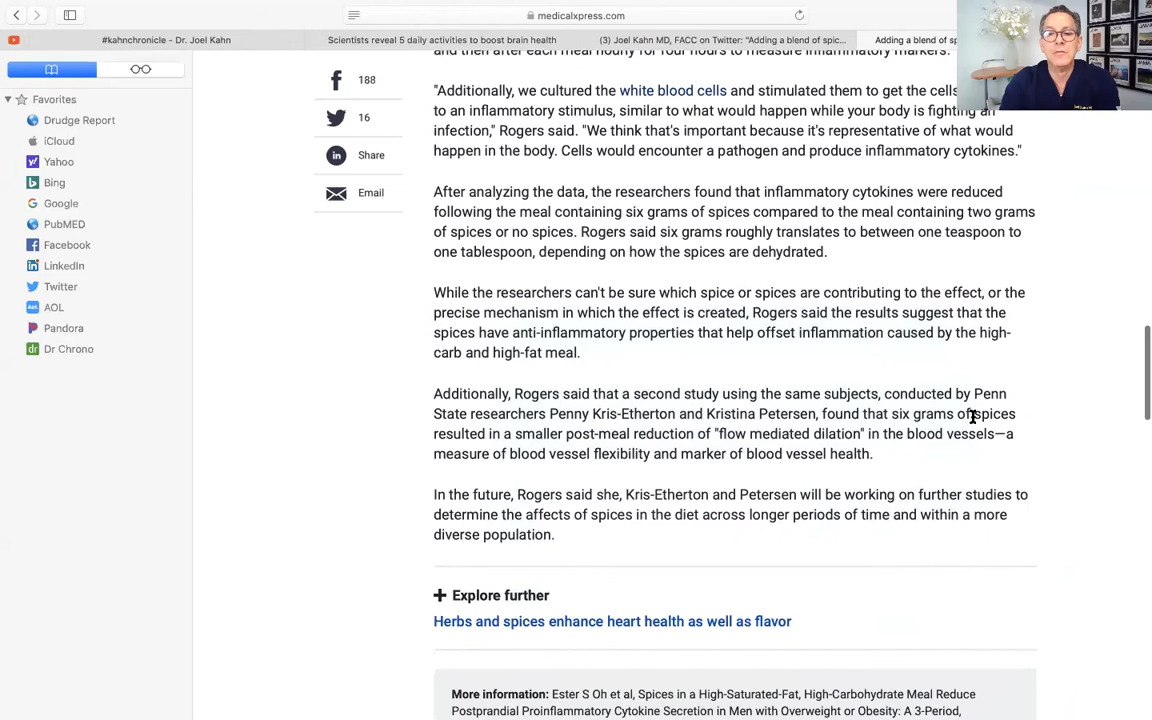 medicalxpress.com
#kahnchronicle - Dr. Joel Kahn
Scientists reveal 5 daily activities to boost brain health
(3) Joel Kahn MD, FACC on Twitter: "Adding a blend of spic...
Adding a blend of sp
Favorites
Drudge Report
iCloud
Yahoo
Bing
Google
PubMED
Facebook
LinkedIn
Twitter
AOL
Pandora
Dr Chrono
188
16
Share
Email
and then after each meal hourly for four hours to measure inflammatory markers.
"Additionally, we cultured the white blood cells and stimulated them to get the cells
to an inflammatory stimulus, similar to what would happen while your body is fighting an
infection," Rogers said. "We think that's important because it's representative of what would
happen in the body. Cells would encounter a pathogen and produce inflammatory cytokines."
After analyzing the data, the researchers found that inflammatory cytokines were reduced
following the meal containing six grams of spices compared to the meal containing two grams
of spices or no spices. Rogers said six grams roughly translates to between one teaspoon to
one tablespoon, depending on how the spices are dehydrated.
While the researchers can't be sure which spice or spices are contributing to the effect, or the
precise mechanism in which the effect is created, Rogers said the results suggest that the
spices have anti-inflammatory properties that help offset inflammation caused by the high-
carb and high-fat meal.
Additionally, Rogers said that a second study using the same subjects, conducted by Penn
State researchers Penny Kris-Etherton and Kristina Petersen, found that six grams of spices
resulted in a smaller post-meal reduction of "flow mediated dilation" in the blood vessels—a
measure of blood vessel flexibility and marker of blood vessel health.
In the future, Rogers said she, Kris-Etherton and Petersen will be working on further studies to
determine the affects of spices in the diet across longer periods of time and within a more
diverse population.
Explore further
Herbs and spices enhance heart health as well as flavor
More information: Ester S Oh et al, Spices in a High-Saturated-Fat, High-Carbohydrate Meal Reduce
Postprandial Proinflammatory Cytokine Secretion in Men with Overweight or Obesity: A 3-Period,